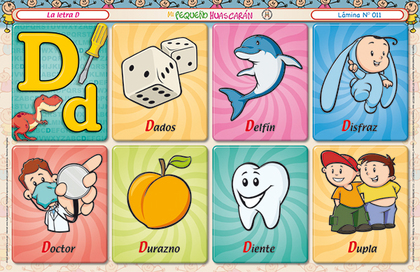 La letra D
MI PEQUEÑO HUASCARÁN
Lámina N° 011
D
d
Dados
Delfín
Disfraz
Doctor
Durazno
Diente
Dupla